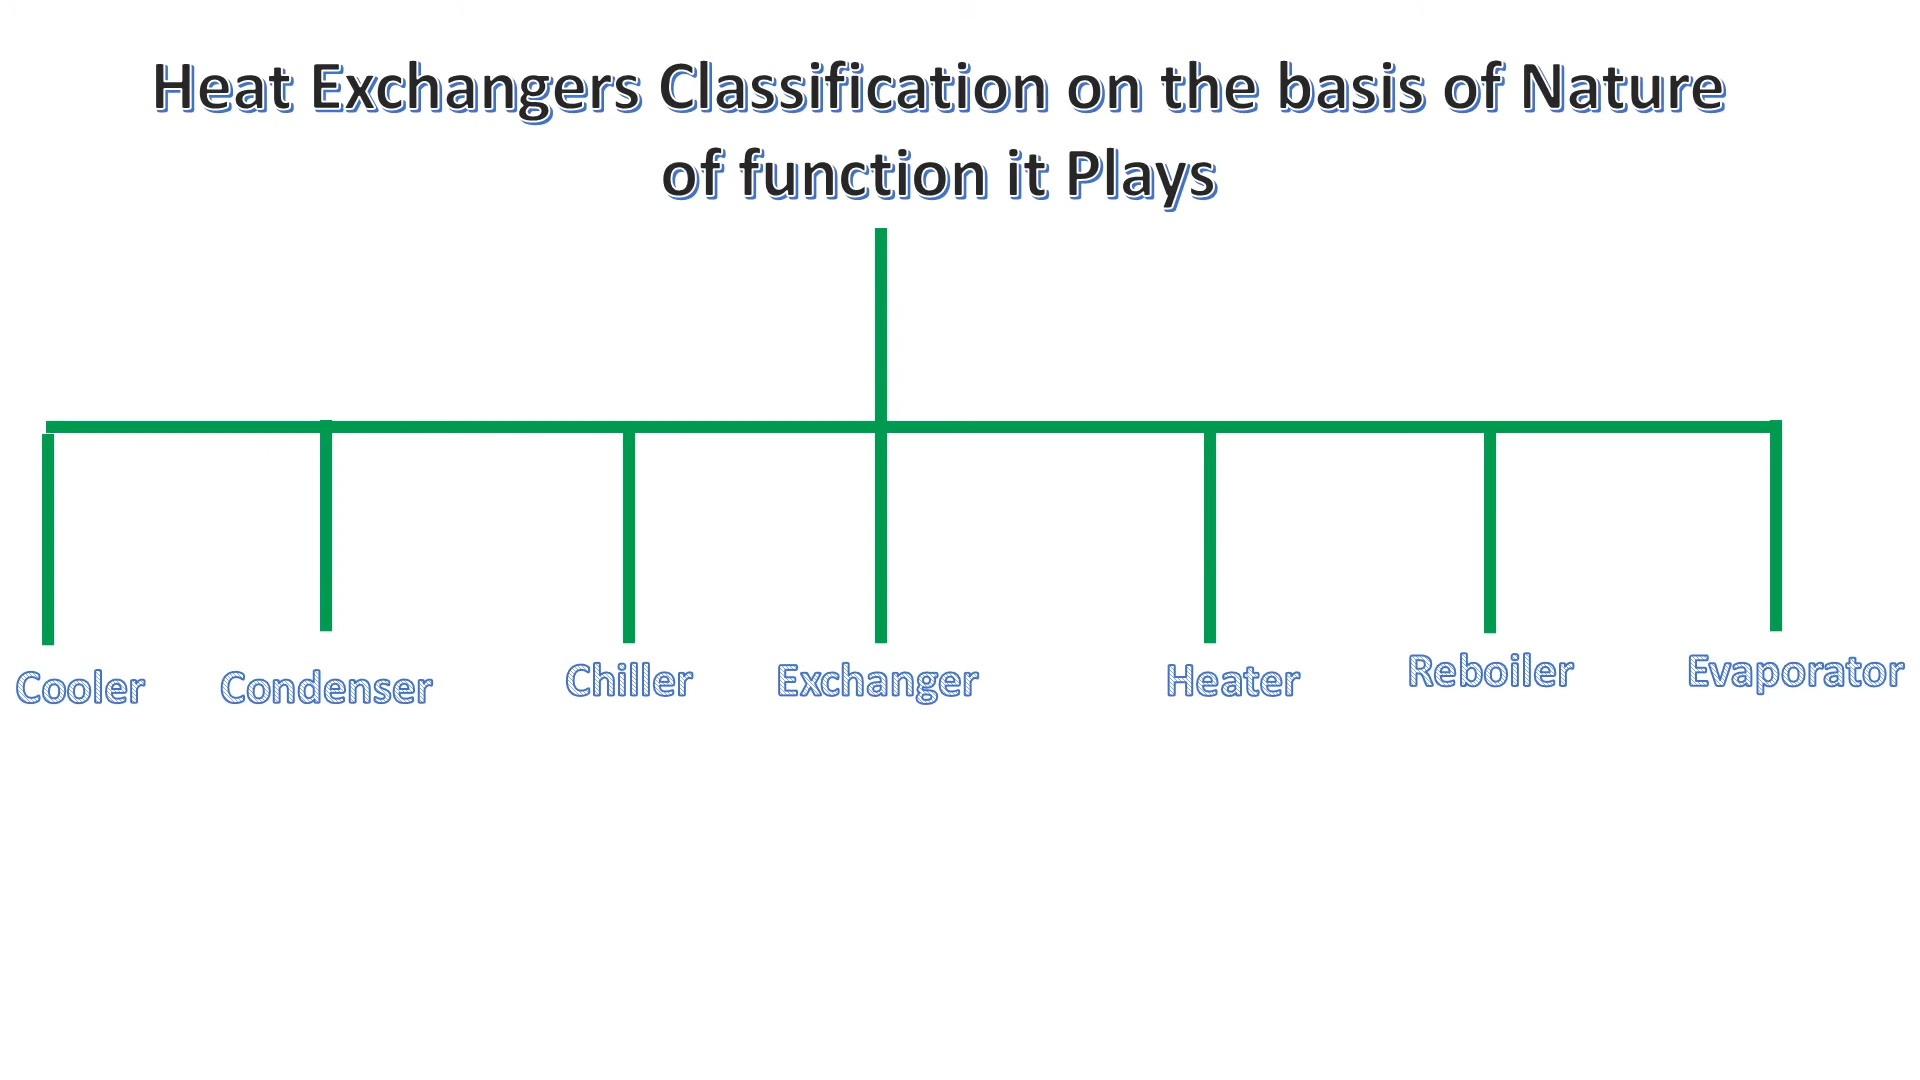 Heat Exchangers Classification on the basis of Nature
of function it Plays
Cooler
Condenser
Chiller
Exchanger
Heater
Reboiler
Evaporator